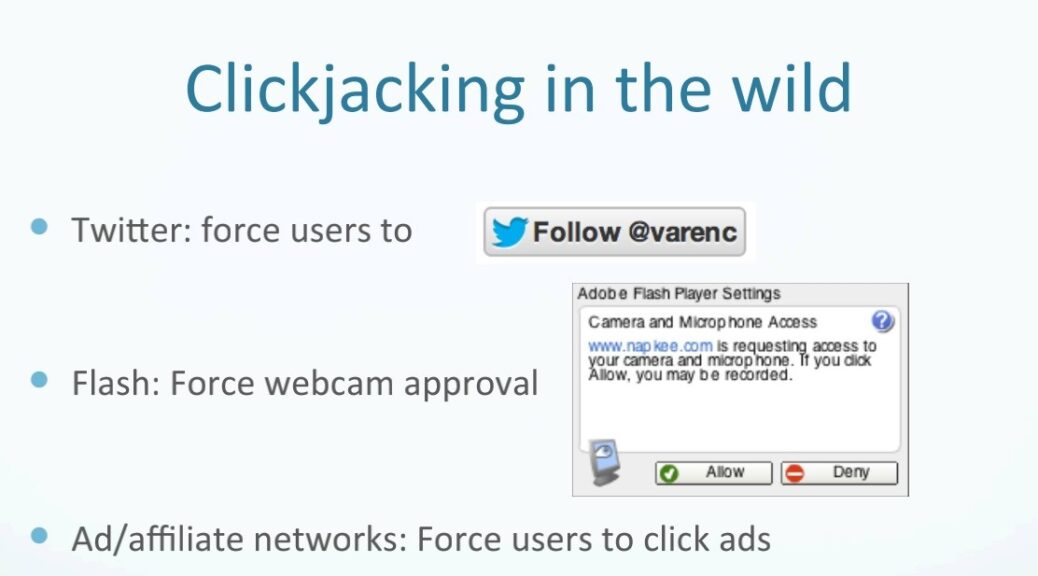 Clickjacking in the wild
Twitter: force users to
Follow @varenc
Adobe Flash Player Settings
Camera and Microphone Access
www.napkee.com is requesting access to
your camera and microphone. If you click
Allow, you may be recorded.
Flash: Force webcam approval
Allow
Deny
Ad/affiliate networks: Force users to click ads